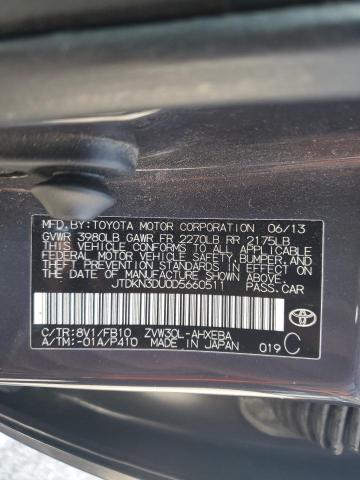 MFD.BY:TOYOTA MOTOR CORPORATION 06/13
GVWR 3980LB GAWR FR 2270LB RR 2175LB
THIS VEHICLE CONFORMS TO ALL APPLICABLE
FEDERAL MOTOR VEHICLE SAFETY,BUMPER,AND
THEFT PREVENTION STANDARDS IN EFFECT ON
THE DATE OF MANUFACTURE SHOWN ABOVE.
JTDKN3DU0D5660511 PASS.CAR
C/TR:8V1/FB10 ZVW30L-AHXEBA
A/TM:-01A/P410 MADE IN JAPAN 019 C